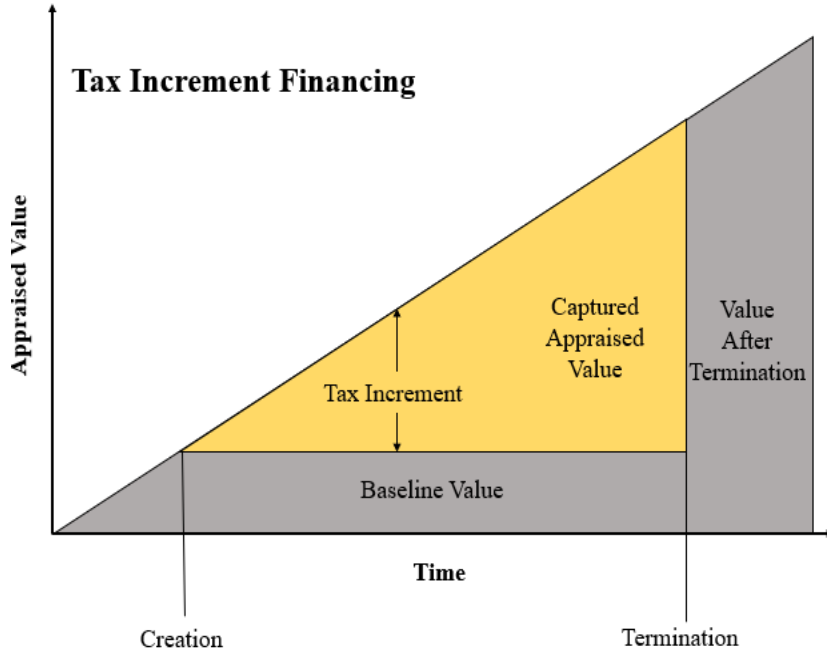 Tax Increment Financing
Appraised Value
Captured
Appraised
Value
Value
After
Termination
Tax Increment
Baseline Value
Time
Creation
Termination